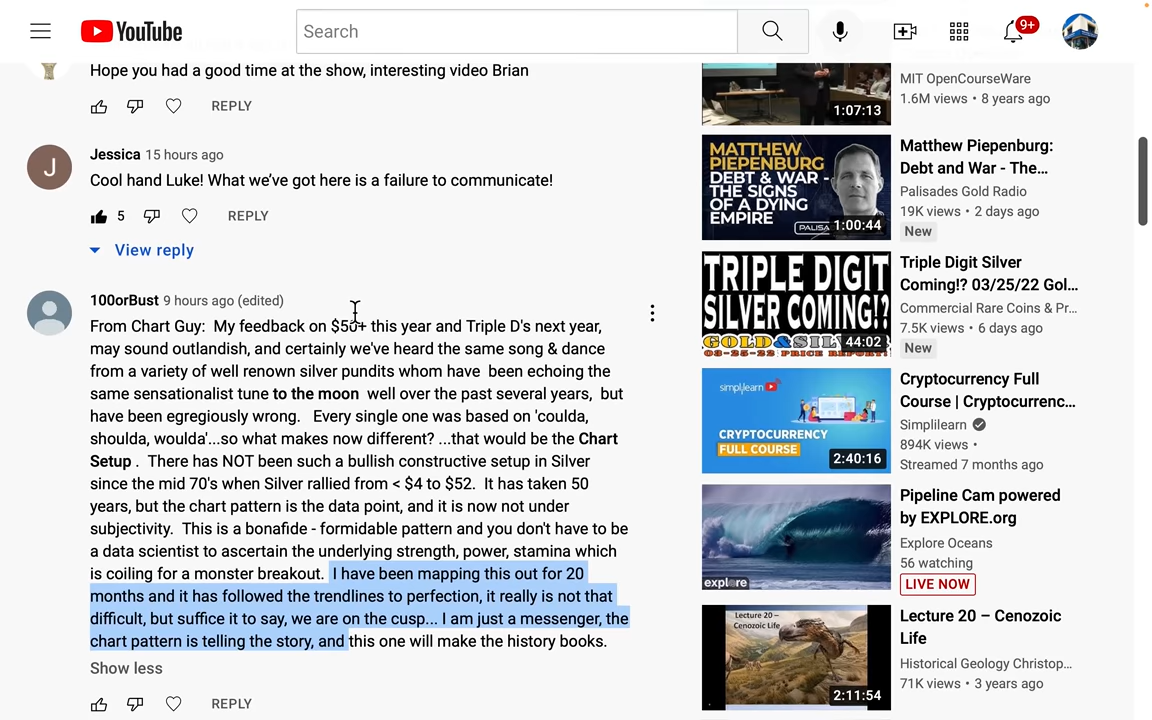 YouTube
Search
9+
Hope you had a good time at the show, interesting video Brian
REPLY
Jessica 15 hours ago
Cool hand Luke! What we've got here is a failure to communicate!
5
REPLY
View reply
100orBust 9 hours ago (edited)
From Chart Guy: My feedback on $50+ this year and Triple D's next year,
may sound outlandish, and certainly we've heard the same song & dance
from a variety of well renown silver pundits whom have been echoing the
same sensationalist tune to the moon well over the past several years, but
have been egregiously wrong. Every single one was based on 'coulda,
shoulda, woulda'...so what makes now different? ...that would be the Chart
Setup . There has NOT been such a bullish constructive setup in Silver
since the mid 70's when Silver rallied from < $4 to $52. It has taken 50
years, but the chart pattern is the data point, and it is now not under
subjectivity. This is a bonafide - formidable pattern and you don't have to be
a data scientist to ascertain the underlying strength, power, stamina which
is coiling for a monster breakout. I have been mapping this out for 20
months and it has followed the trendlines to perfection, it really is not that
difficult, but suffice it to say, we are on the cusp... I am just a messenger, the
chart pattern is telling the story, and this one will make the history books.
Show less
REPLY
1:07:13
MIT OpenCourseWare
1.6M views • 8 years ago
MATTHEW
PIEPENBURG
DEBT & WAR -
THE SIGNS
OF A DYING
EMPIRE
PALISA
1:00:44
Matthew Piepenburg:
Debt and War - The...
Palisades Gold Radio
19K views • 2 days ago
New
TRIPLE DIGIT
SILVER
COMING!?
GOLD & SIL
03-25-22 PRICE REPORT!
44:02
Triple Digit Silver
Coming!? 03/25/22 Gol...
Commercial Rare Coins & Pr...
7.5K views • 6 days ago
New
simplilearn
CRYPTOCURRENCY
FULL COURSE
2:40:16
Cryptocurrency Full
Course | Cryptocurrenc...
Simplilearn
894K views •
Streamed 7 months ago
explore
Pipeline Cam powered
by EXPLORE.org
Explore Oceans
56 watching
LIVE NOW
Lecture 20 –
Cenozoic Life
2:11:54
Lecture 20 – Cenozoic
Life
Historical Geology Christop...
71K views • 3 years ago
J